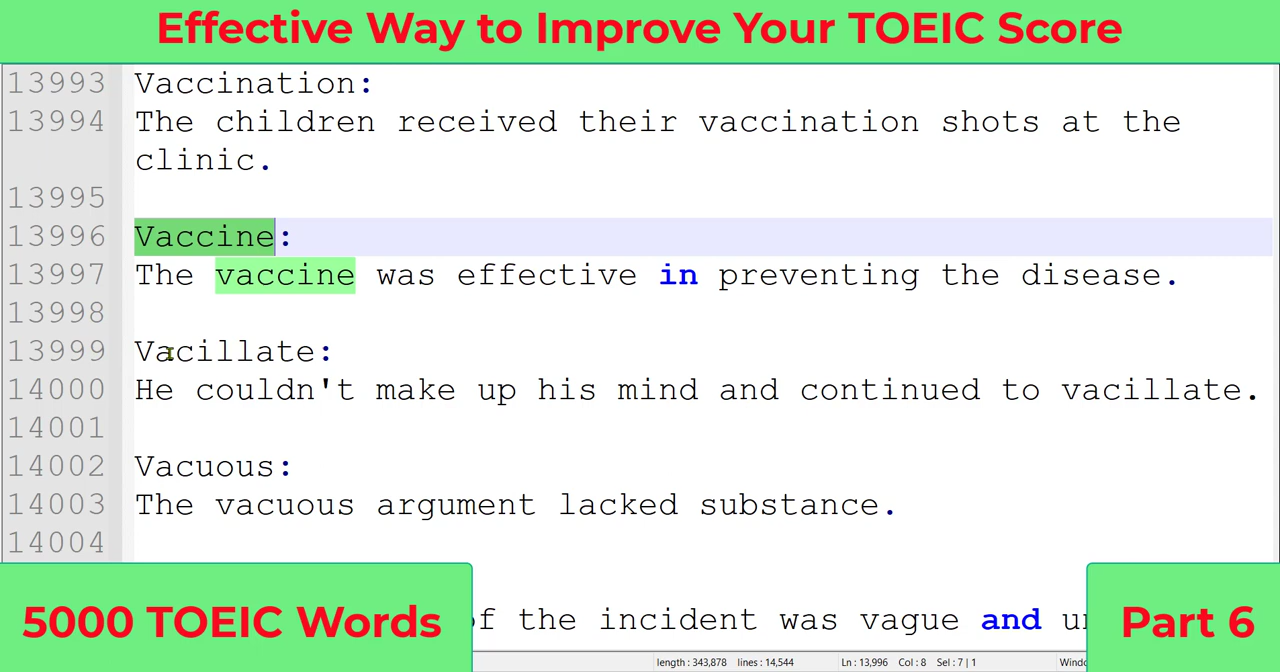 Effective Way to Improve Your TOEIC Score
13993 Vaccination:
13994 The children received their vaccination shots at the
clinic.
13995
13996 Vaccine:
13997 The vaccine was effective in preventing the disease.
13998
13999 Vacillate:
14000 He couldn't make up his mind and continued to vacillate.
14001
14002 Vacuous:
14003 The vacuous argument lacked substance.
14004
of the incident was vague and
5000 TOEIC Words
Part 6
length : 343,878 lines : 14,544 Ln : 13,996 Col : 8 Sel : 7 | 1